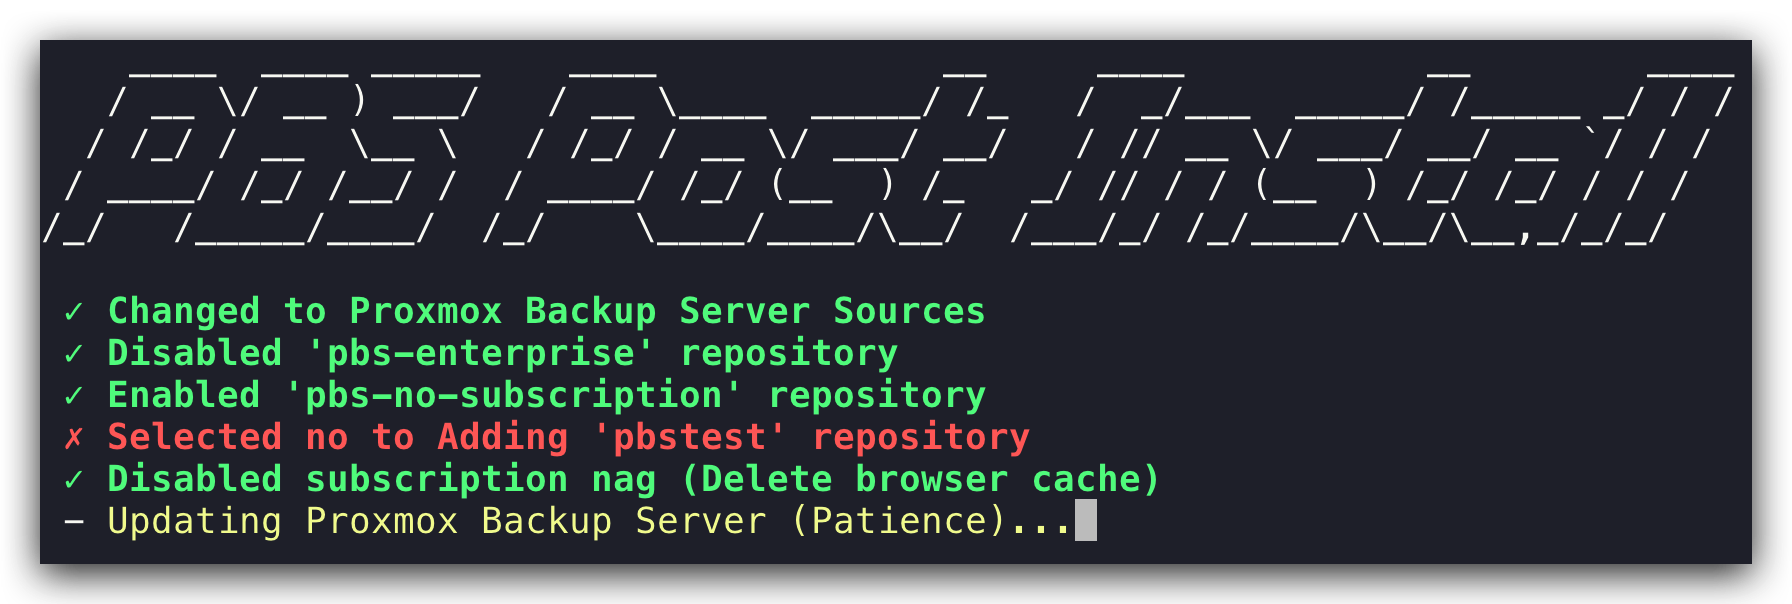 PBS Post Install
✓ Changed to Proxmox Backup Server Sources
✓ Disabled 'pbs-enterprise' repository
✓ Enabled 'pbs-no-subscription' repository
✗ Selected no to Adding 'pbstest' repository
✓ Disabled subscription nag (Delete browser cache)
- Updating Proxmox Backup Server (Patience)...